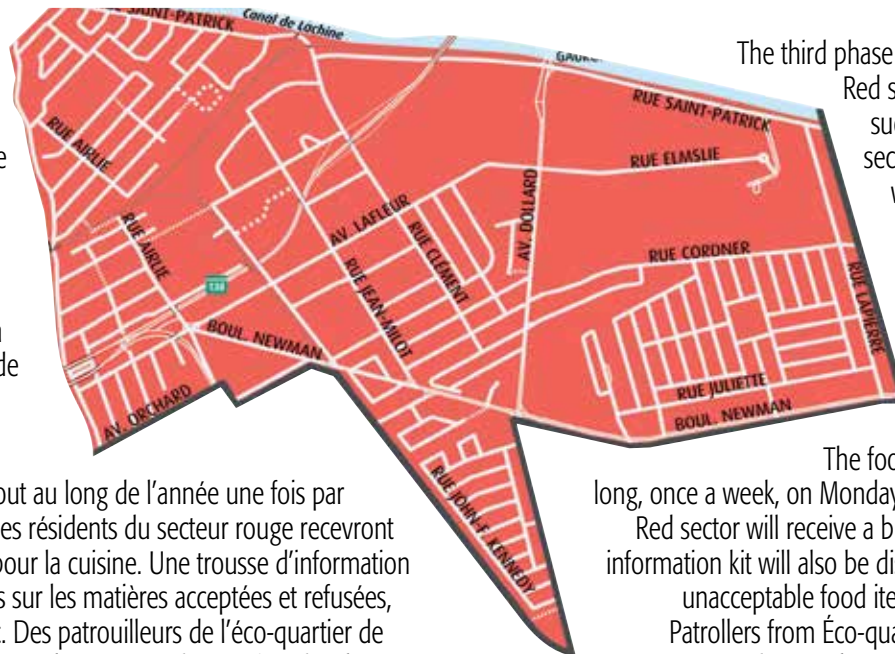 SAINT-PATRICK
Canal de Lachine
RUE SAINT-PATRICK
RUE AIRLIE
RUE ELMSLIE
AV. DOLLARD
AV. LAFLEUR
RUE AIRLIE
RUE CLÉMENT
RUE CORDNER
RUE JEAN-MILOT
RUE LAPIERRE
138
BOUL. NEWMAN
RUE JULIETTE
AV. ORCHARD
BOUL. NEWMAN
RUE JOHN-F. KENNEDY
out au long de l’année une fois par
es résidents du secteur rouge recevront
pour la cuisine. Une trousse d’information
s sur les matières acceptées et refusées,
c. Des patrouilleurs de l’éco-quartier de
The third phase
Red s
sec
The foo
long, once a week, on Monday
Red sector will receive a b
information kit will also be di
unacceptable food ite
Patrollers from Éco-qua